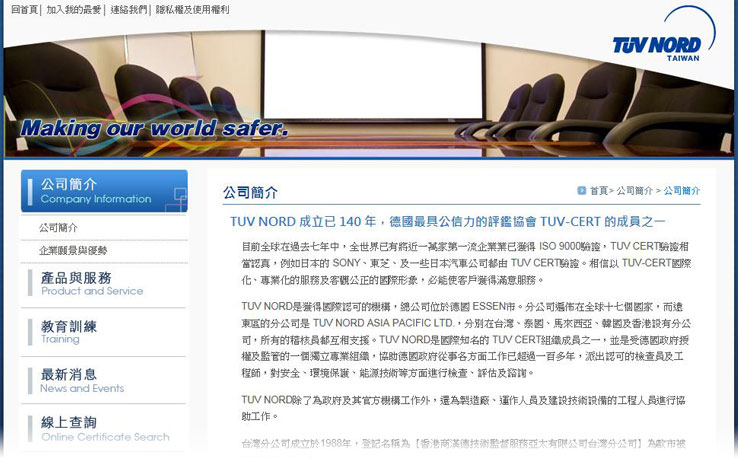 回首頁│ 加入我的最愛│ 連絡我們│ 隱私權及使用權利
TÜV NORD
TAIWAN
Making our world safer.
公司簡介
Company Information
公司簡介
企業願景與優勢
產品與服務
Product and Service
教育訓練
Training
最新消息
News and Events
線上查詢
Online Certificate Search
公司簡介
首頁> 公司簡介 > 公司簡介
TUV NORD 成立已 140 年，德國最具公信力的評鑑協會 TUV-CERT 的成員之一
目前全球在過去七年中，全世界已有將近一萬家第一流企業業已獲得 ISO 9000驗證，TUV CERT驗證相
當認真，例如日本的 SONY、東芝、及一些日本汽車公司都由 TUV CERT驗證。相信以 TUV-CERT國際
化、專業化的服務及客觀公正的國際形象，必能使客戶獲得滿意服務。
TUV NORD是獲得國際認可的機構，總公司位於德國 ESSEN市。分公司遍佈在全球十七個國家，而遠
東區的分公司是 TUV NORD ASIA PACIFIC LTD.，分別在台灣、泰國、馬來西亞、韓國及香港設有分公
司，所有的稽核員都互相支援。TUV NORD是國際知名的 TUV CERT組織成員之一，並是受德國政府授
權及監管的一個獨立專業組織，協助德國政府從事各方面工作已超過一百多年，派出認可的檢查員及工
程師，對安全、環境保護、能源技術等方面進行檢查、評估及諮詢。
TUV NORD除了為政府及其官方機構工作外，還為製造廠、運作人員及建設技術設備的工程人員進行協
助工作。
台灣分公司成立於1988年，登記名稱為【香港商漢德技術監督服務亞太有限公司台灣分公司】為歐市被